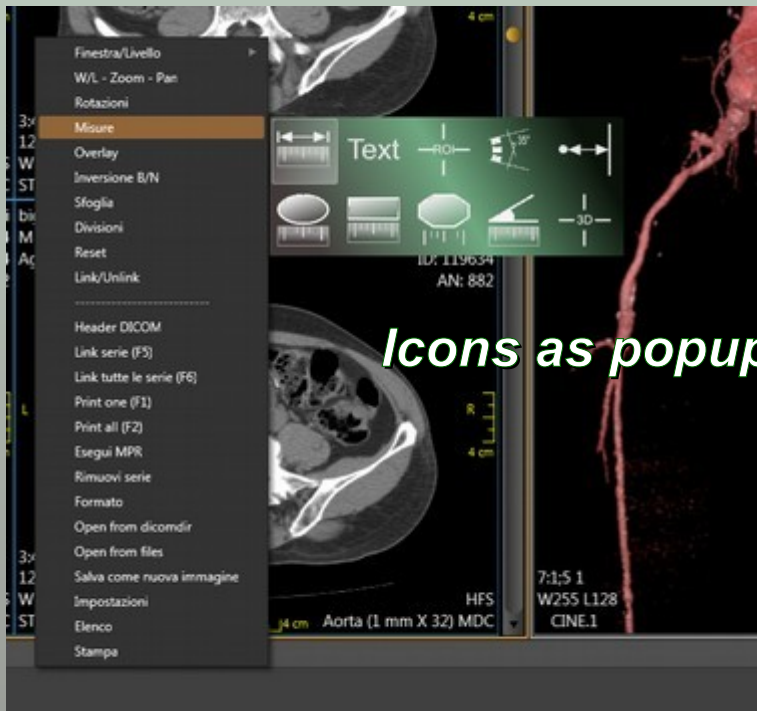 4 cm
Finestra/Livello
W/L - Zoom - Pan
Rotazioni
Misure
Overlay
Inversione B/N
Sfoglia
Divisioni
Reset
Link/Unlink
-------------------------
Header DICOM
Link serie (F5)
Link tutte le serie (F6)
Print one (F1)
Print all (F2)
Esegui MPR
Rimuovi serie
Formato
Open from dicomdir
Open from files
Salva come nuova immagine
Impostazioni
Elenco
Stampa
Text
ROI
35°
3D
ID: 119634
AN: 882
Icons as popup
L
R
4 cm
HFS
4 cm Aorta (1 mm X 32) MDC
7:1;5 1
W255 L128
CINE.1